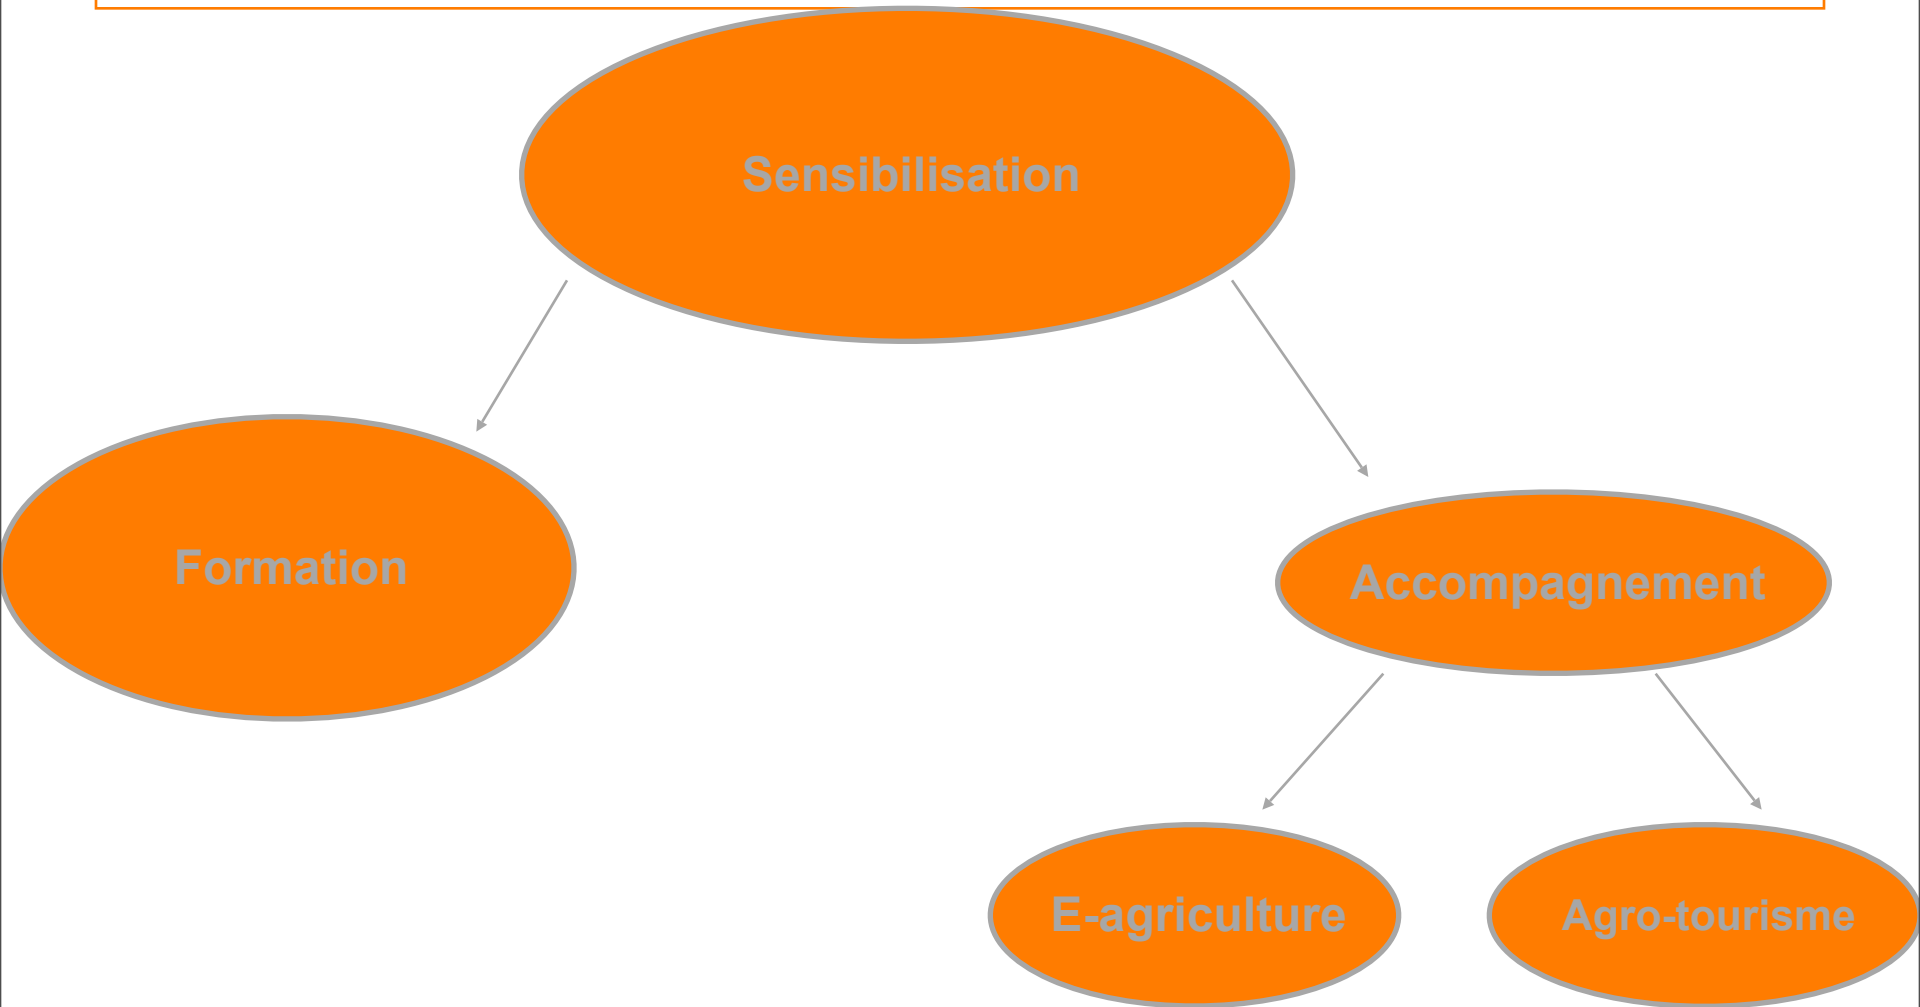 Sensibilisation
Formation
Accompagnement
E-agriculture
Agro-tourisme